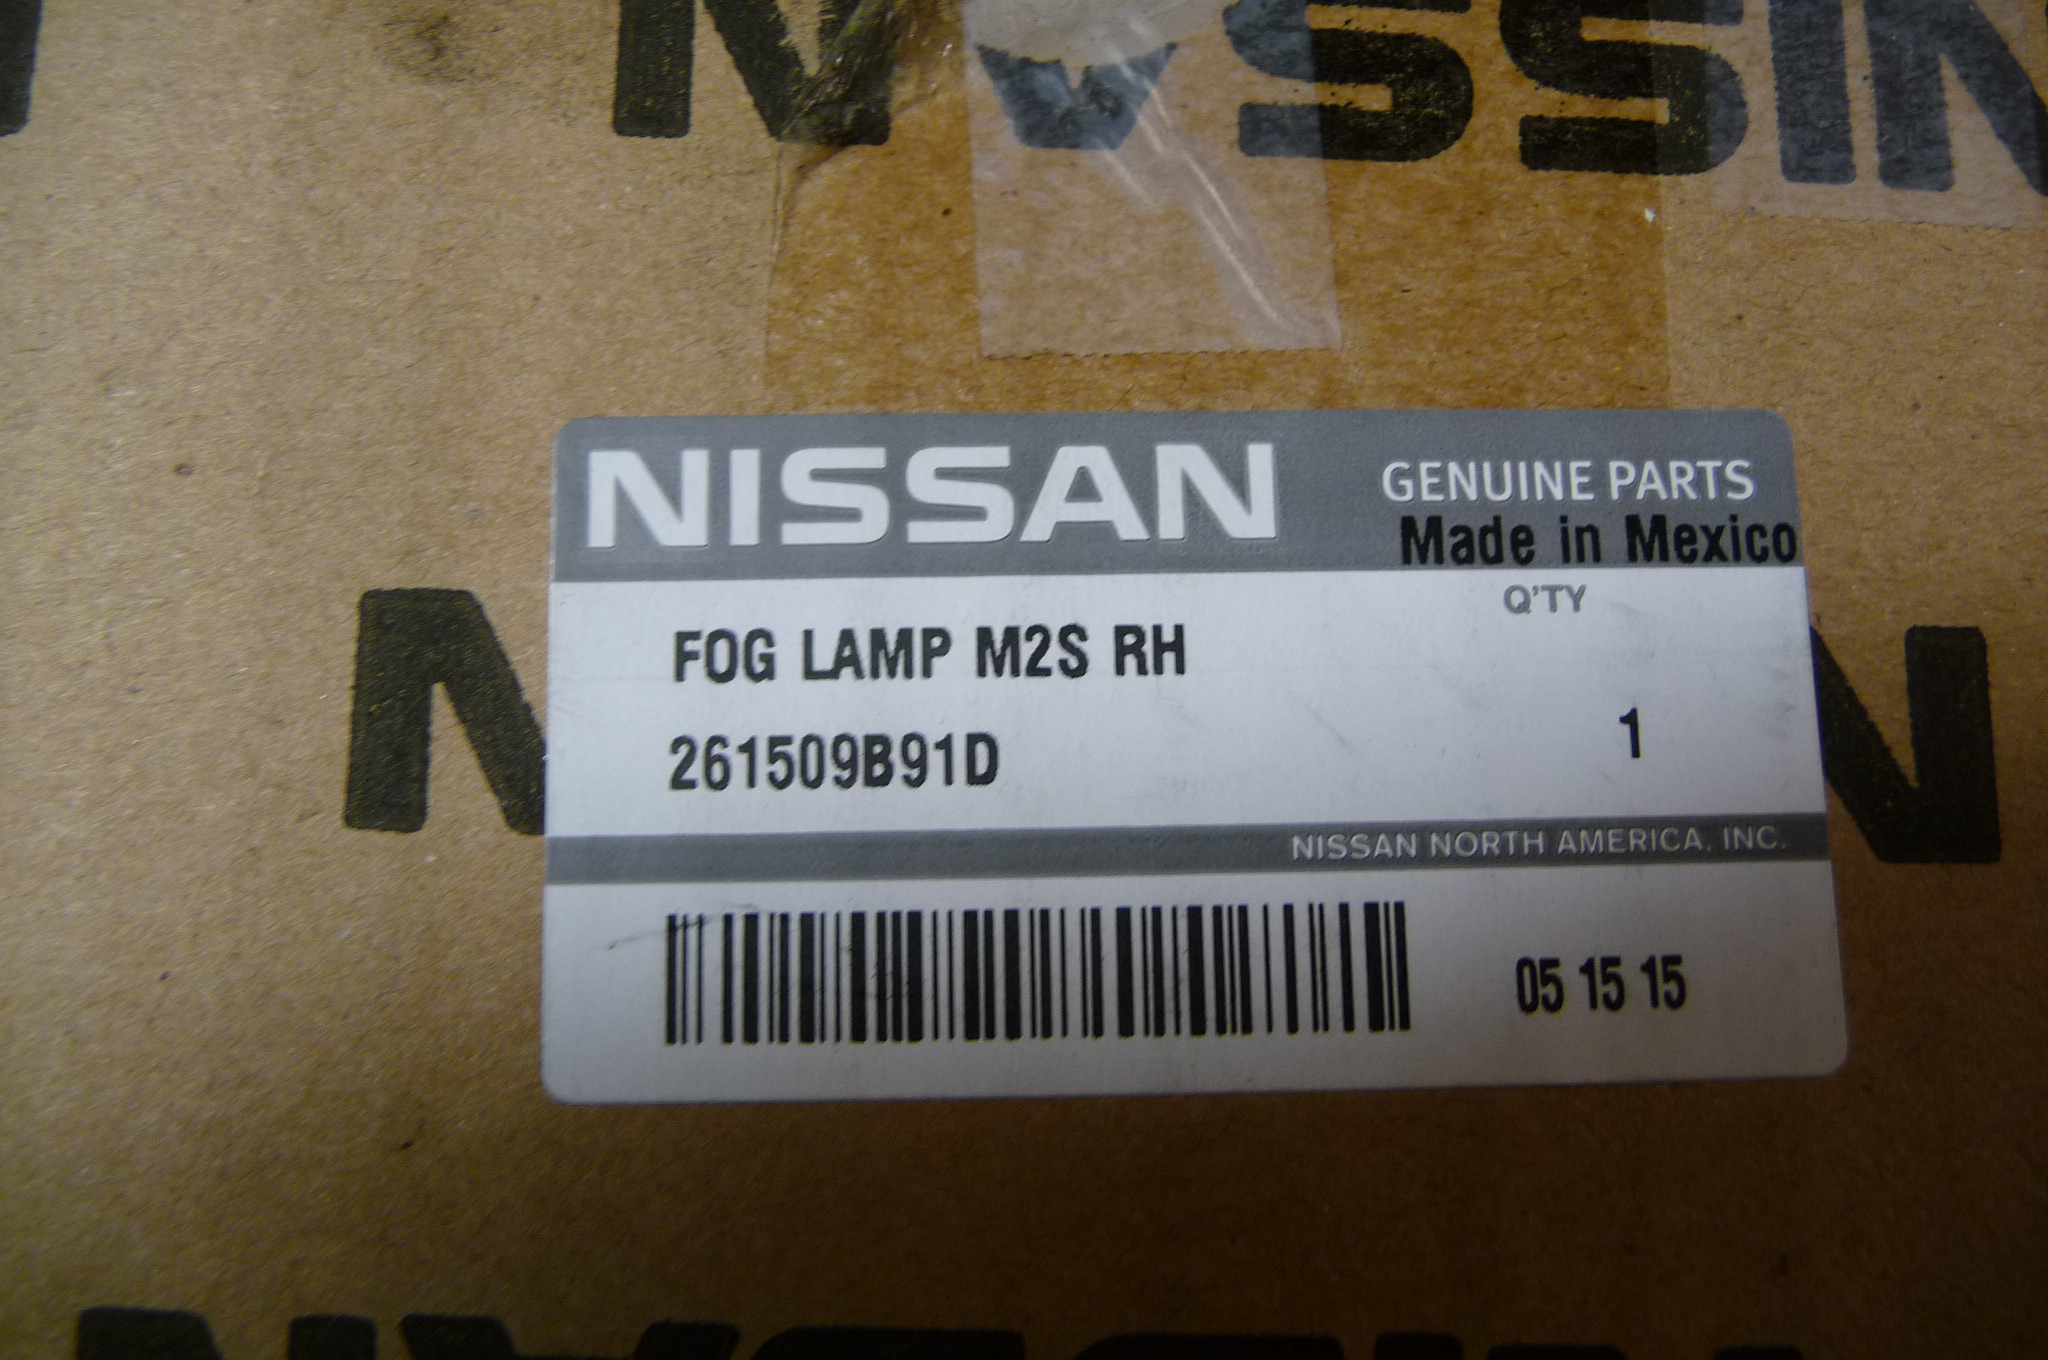 NISSAN
NISSAN GENUINE PARTS
Made in Mexico
Q'TY
FOG LAMP M2S RH
261509B91D 1
NISSAN NORTH AMERICA, INC.
05 15 15